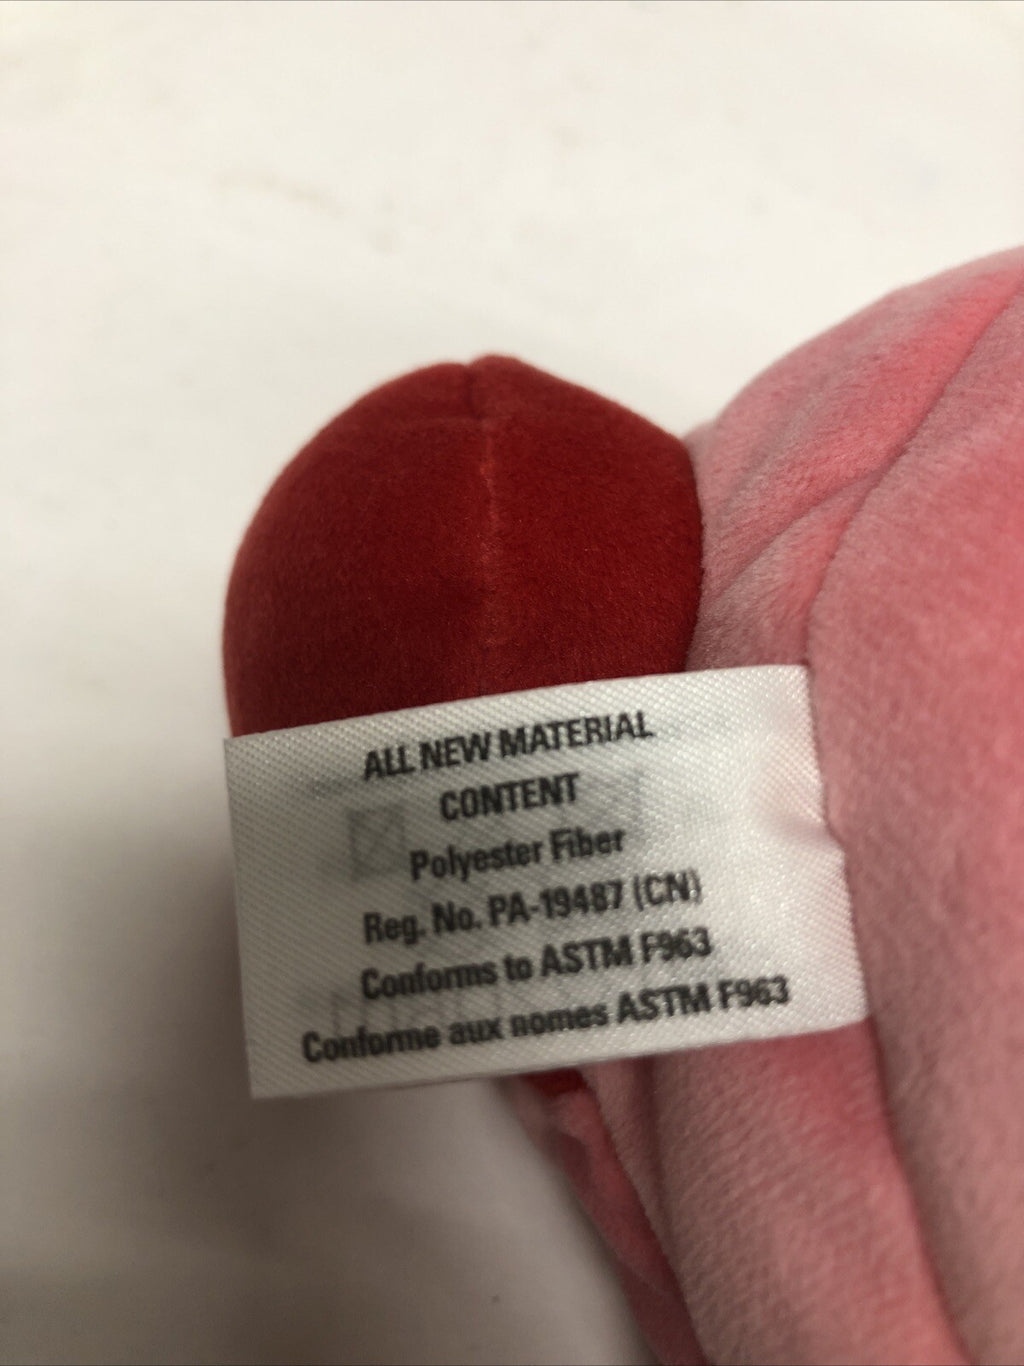 ALL NEW MATERIAL
CONTENT
Polyester Fiber
Reg. No. PA-19487 (CN)
Conforms to ASTM F963
Conforme aux nomes ASTM F963